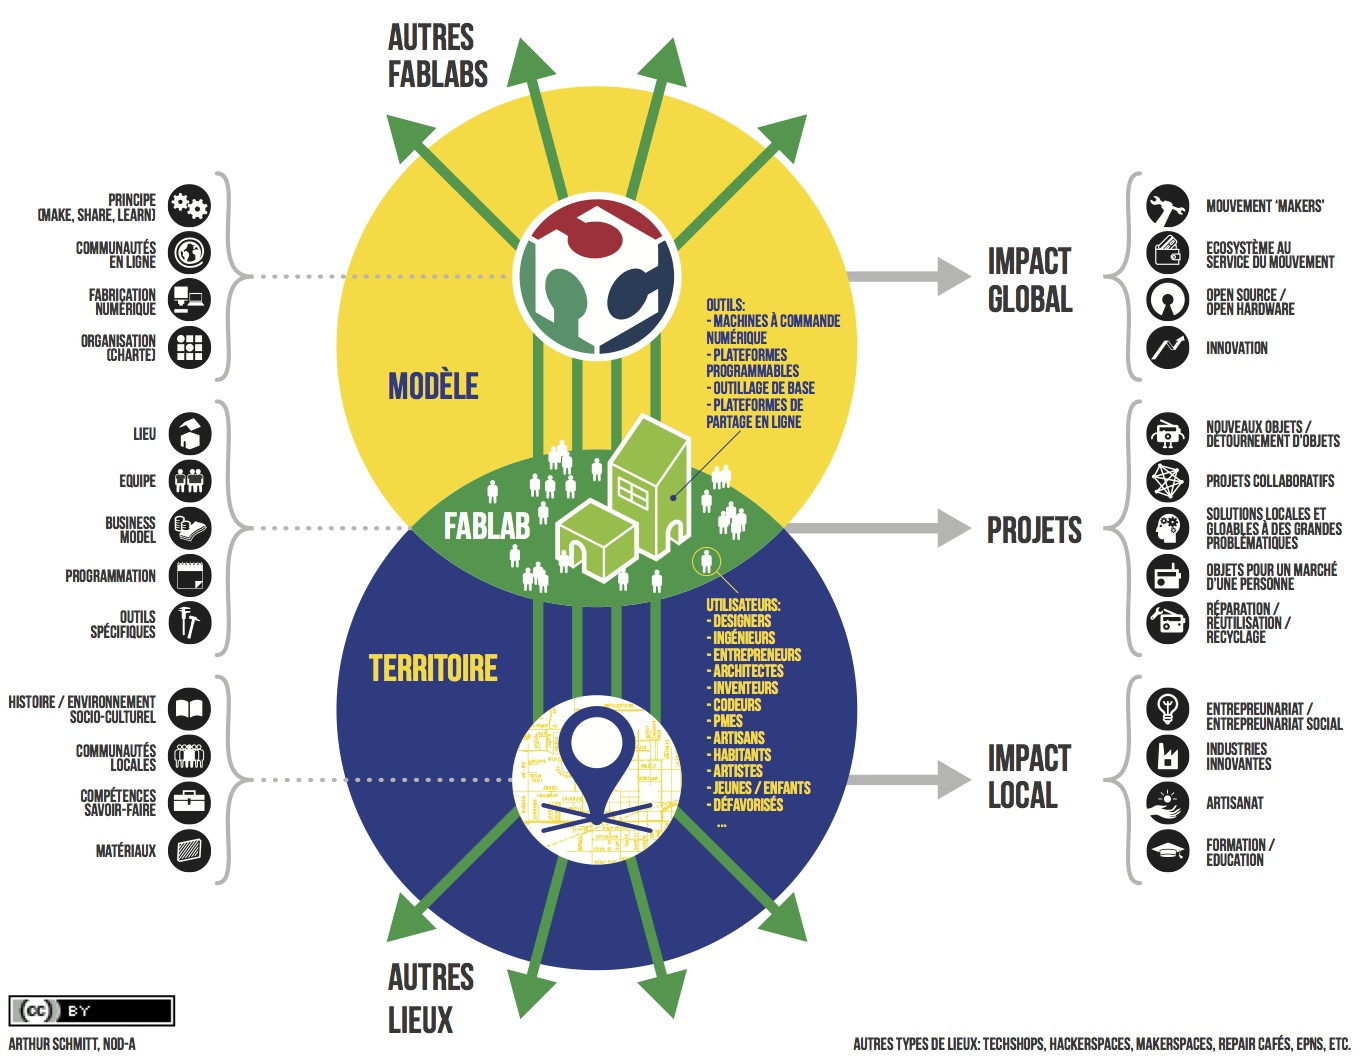 AUTRES
FABLABS
PRINCIPE
(MAKE, SHARE, LEARN)
COMMUNAUTÉS
EN LIGNE
FABRICATION
NUMÉRIQUE
ORGANISATION
(CHARTE)
LIEU
EQUIPE
BUSINESS
MODEL
PROGRAMMATION
OUTILS
SPÉCIFIQUES
HISTOIRE / ENVIRONNEMENT
SOCIO-CULTUREL
COMMUNAUTÉS
LOCALES
COMPÉTENCES
SAVOIR-FAIRE
MATÉRIAUX
MODÈLE
OUTILS:
- MACHINES À COMMANDE
NUMÉRIQUE
- PLATEFORMES
PROGRAMMABLES
- OUTILLAGE DE BASE
- PLATEFORMES DE
PARTAGE EN LIGNE
FABLAB
TERRITOIRE
UTILISATEURS:
- DESIGNERS
- INGÉNIEURS
- ENTREPRENEURS
- ARCHITECTES
- INVENTEURS
- CODEURS
- PMES
- ARTISANS
- HABITANTS
- ARTISTES
- JEUNES / ENFANTS
- DÉFAVORISÉS
...
IMPACT
GLOBAL
MOUVEMENT 'MAKERS'
ECOSYSTÈME AU
SERVICE DU MOUVEMENT
OPEN SOURCE /
OPEN HARDWARE
INNOVATION
PROJETS
NOUVEAUX OBJETS /
DÉTOURNEMENT D'OBJETS
PROJETS COLLABORATIFS
SOLUTIONS LOCALES ET
GLOABLES À DES GRANDES
PROBLÉMATIQUES
OBJETS POUR UN MARCHÉ
D'UNE PERSONNE
RÉPARATION /
RÉUTILISATION /
RECYCLAGE
IMPACT
LOCAL
ENTREPREUNARIAT /
ENTREPREUNARIAT SOCIAL
INDUSTRIES
INNOVANTES
ARTISANAT
FORMATION /
EDUCATION
AUTRES
LIEUX
(cc) BY
ARTHUR SCHMITT, NOD-A
AUTRES TYPES DE LIEUX: TECHSHOPS, HACKERSPACES, MAKERSPACES, REPAIR CAFÉS, EPNS, ETC.